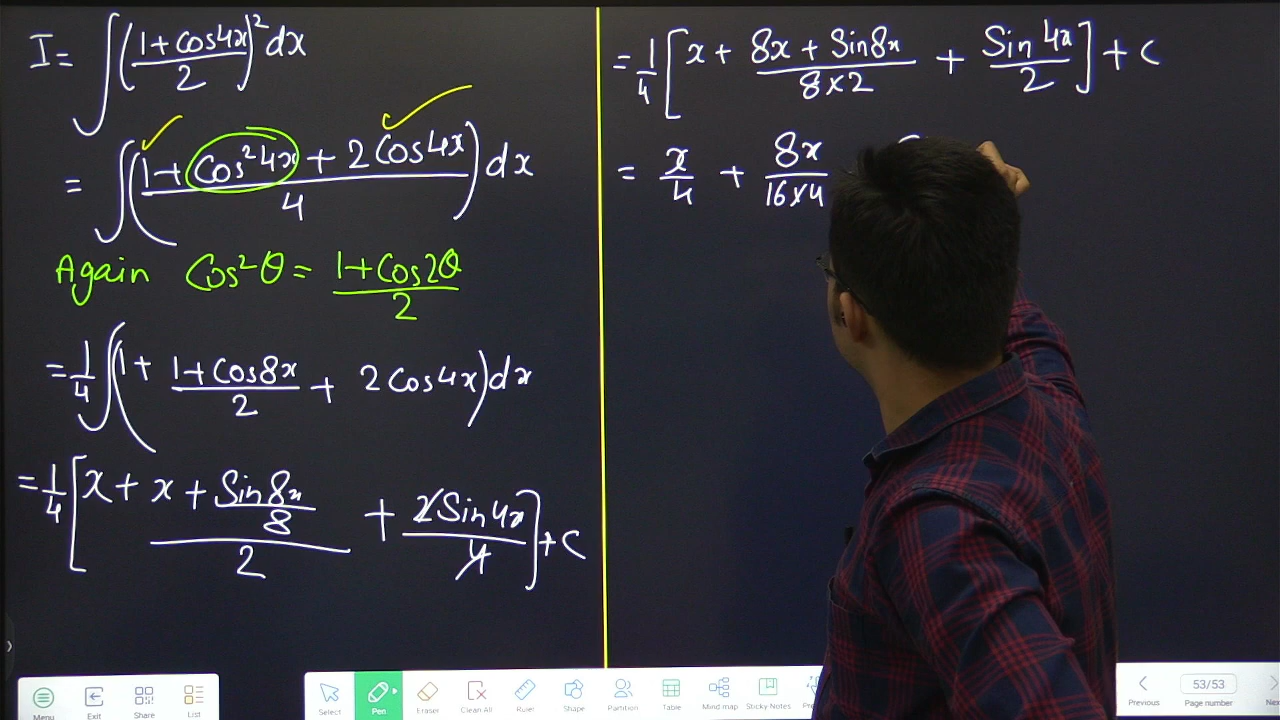 I = ∫ ((1 + cos4x)/2)² dx
= ∫ ((1 + Cos²4x + 2Cos4x)/4) dx
Again Cos²θ = (1 + Cos2θ)/2
= 1/4 ∫ (1 + (1 + Cos8x)/2 + 2Cos4x) dx
= 1/4 [x + (x + Sin8x/8)/2 + 2Sin4x/4] + C
= 1/4 [x + (8x + Sin8x)/(8×2) + Sin4x/2] + C
= x/4 + 8x/(16×4)
Menu
Exit
Share
List
Select
Pen
Eraser
Clean All
Ruler
Shape
Partition
Table
Mind map
Sticky Notes
Previous
53/53
Page number